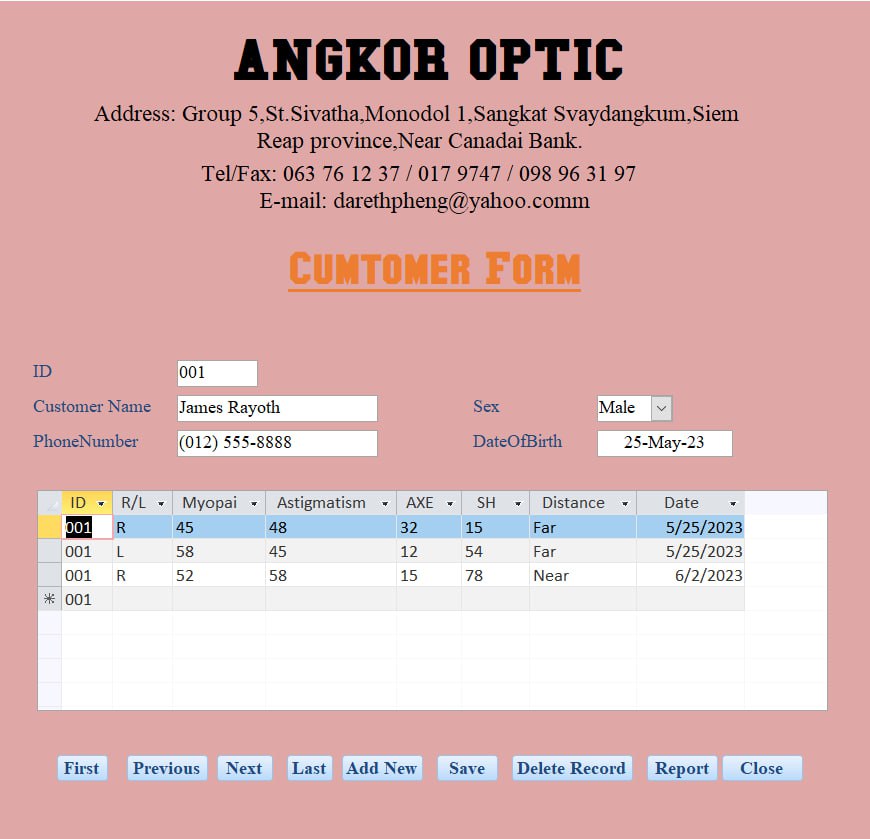 ANGKOR OPTIC
Address: Group 5,St.Sivatha,Monodol 1,Sangkat Svaydangkum,Siem
Reap province,Near Canadai Bank.
Tel/Fax: 063 76 12 37 / 017 9747 / 098 96 31 97
E-mail: darethpheng@yahoo.comm
CUMTOMER FORM
ID 001
Customer Name James Rayoth Sex Male
PhoneNumber (012) 555-8888 DateOfBirth 25-May-23
ID R/L Myopai Astigmatism AXE SH Distance Date
001 R 45 48 32 15 Far 5/25/2023
001 L 58 45 12 54 Far 5/25/2023
001 R 52 58 15 78 Near 6/2/2023
001
First Previous Next Last Add New Save Delete Record Report Close